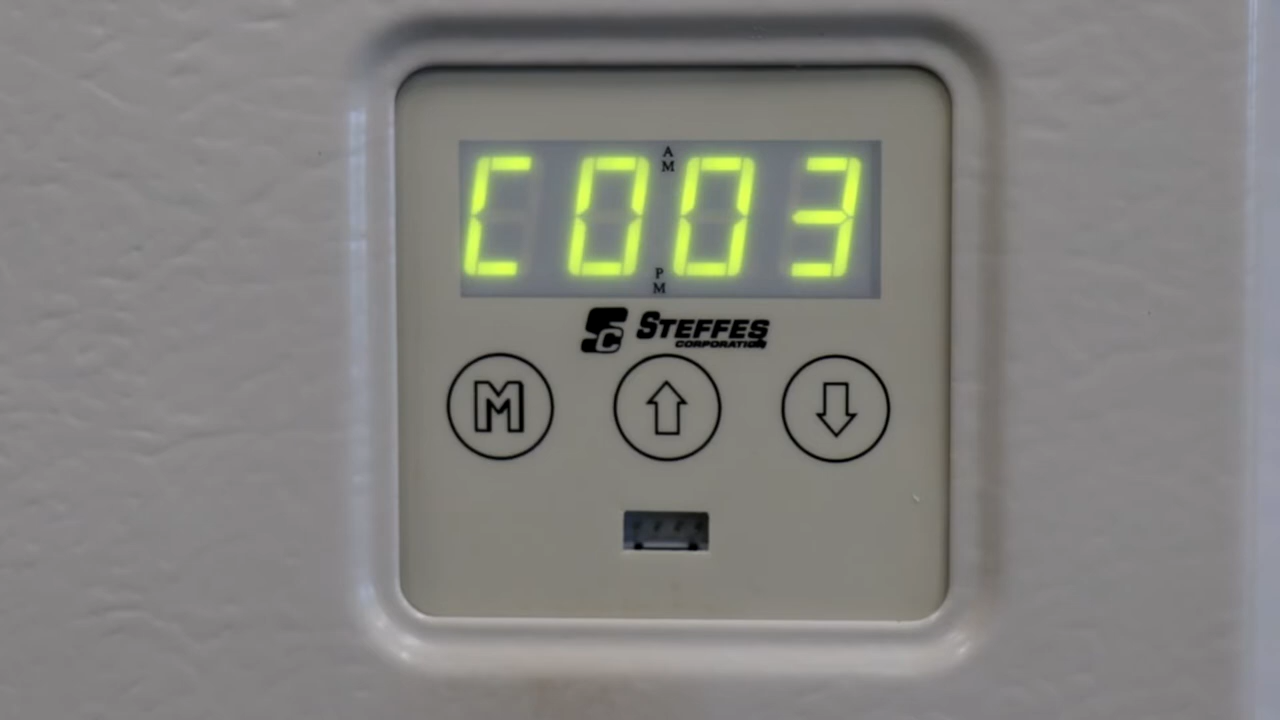 C003
AM
PM
SC STEFFES
CORPORATION
M